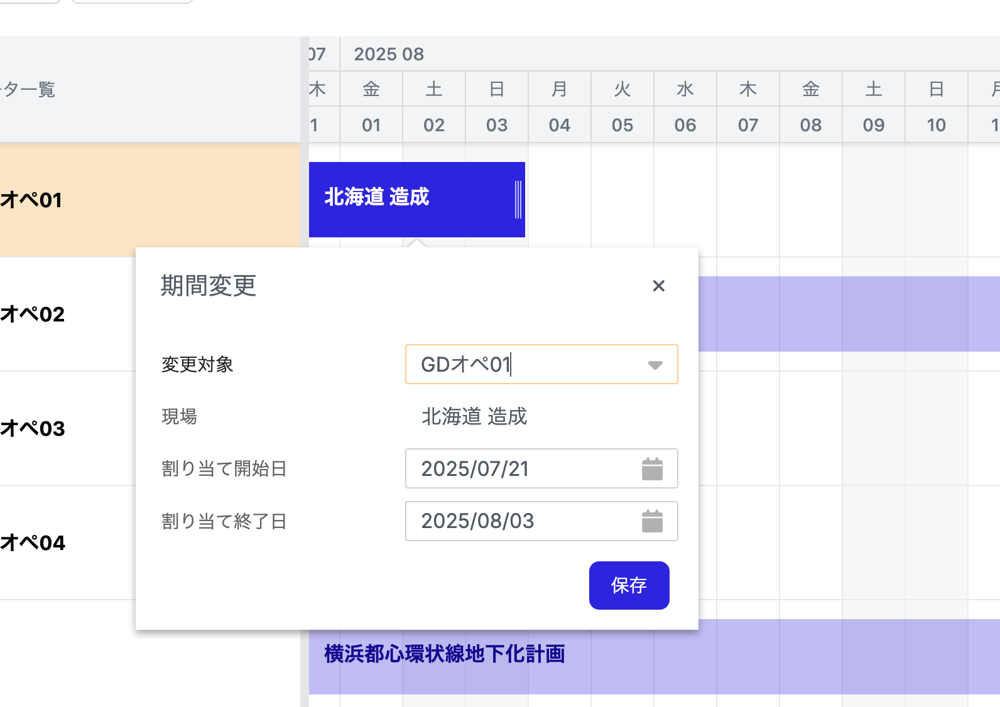 07 2025 08
ータ一覧
木 金 土 日 月 火 水 木 金 土 日 月
1 01 02 03 04 05 06 07 08 09 10 1
オペ01
北海道 造成
オペ02
オペ03
オペ04
期間変更
変更対象 GDオペ01
現場 北海道 造成
割り当て開始日 2025/07/21
割り当て終了日 2025/08/03
保存
横浜都心環状線地下化計画